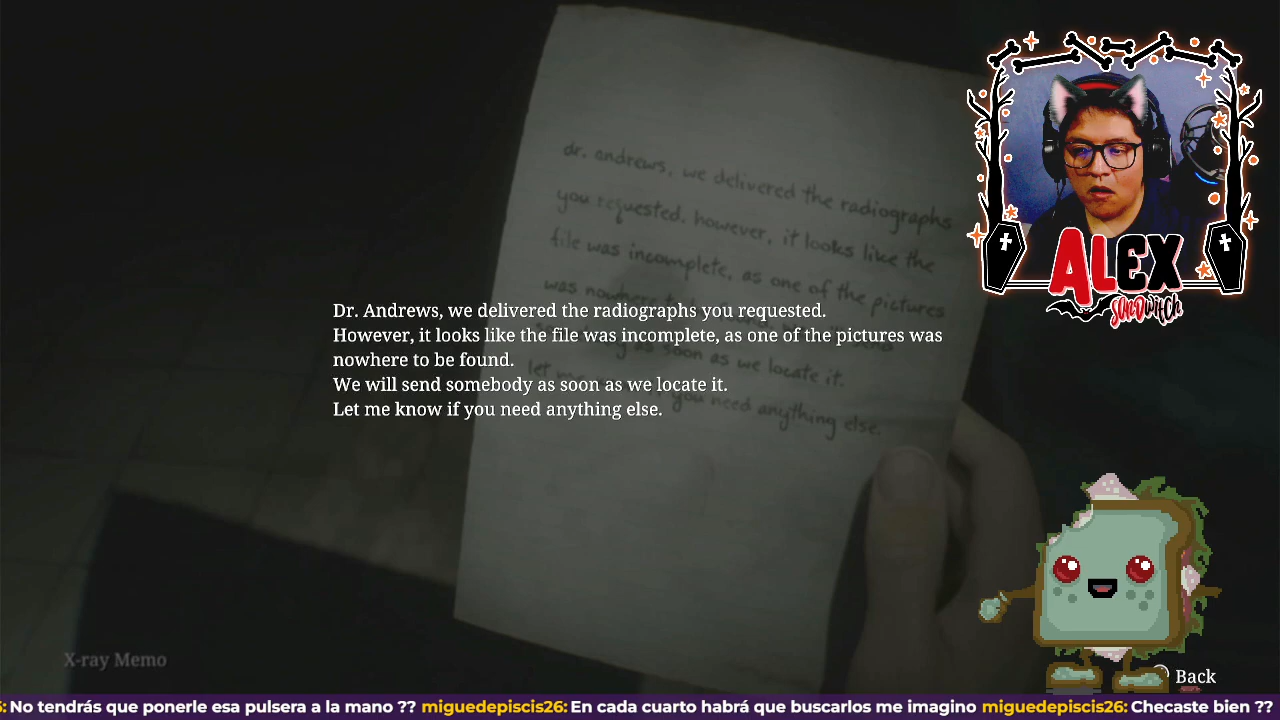 dr. andrews, we delivered the radiographs
you requested. however, it looks like the
file was incomplete, as one of the pictures
was
as soon as we locate it.
let you need anything else.
Dr. Andrews, we delivered the radiographs you requested.
However, it looks like the file was incomplete, as one of the pictures was
nowhere to be found.
We will send somebody as soon as we locate it.
Let me know if you need anything else.
ALEX
SANDWITCH
X-ray Memo
Back
6: No tendrás que ponerle esa pulsera a la mano ?? miguedepiscis26: En cada cuarto habrá que buscarlos me imagino miguedepiscis26: Checaste bien ??